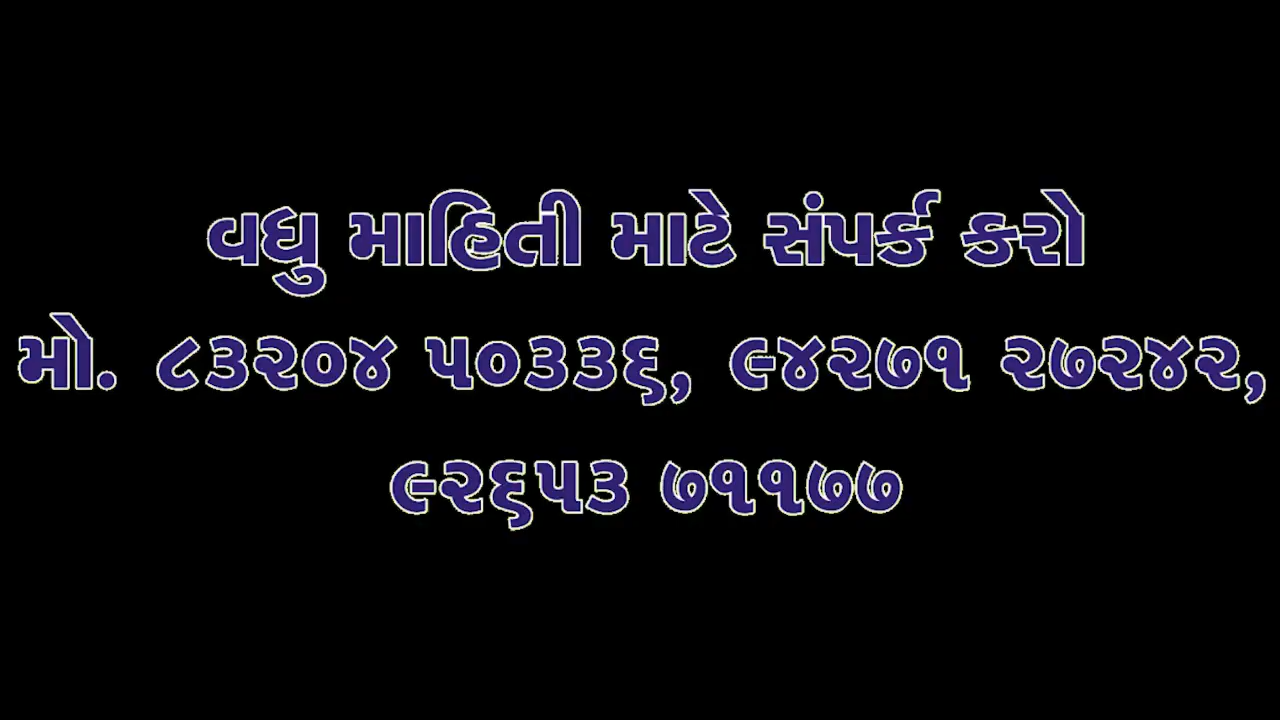 વધુ માહિતી માટે સંપર્ક કરો
મો. ૮૩૨૦૪ ૫૦૩૩૬, ૯૪૨૭૧ ૨૭૨૪૨,
૯૨૬૫૩ ૭૧૧૭૭